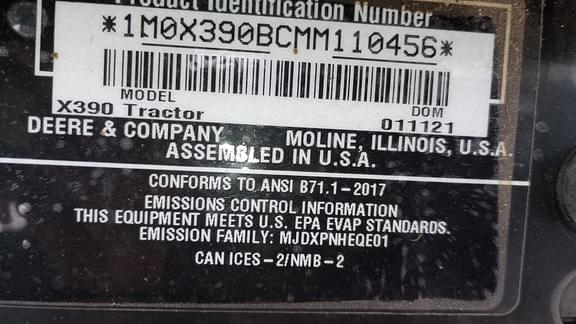 Product Identification Number
*1M0X390BCMM110456*
MODEL DOM
X390 Tractor 011121
DEERE & COMPANY MOLINE, ILLINOIS, U.S.A.
ASSEMBLED IN U.S.A.
CONFORMS TO ANSI B71.1-2017
EMISSIONS CONTROL INFORMATION
THIS EQUIPMENT MEETS U.S. EPA EVAP STANDARDS.
EMISSION FAMILY: MJDXPNHEQE01
CAN ICES-2/NMB-2